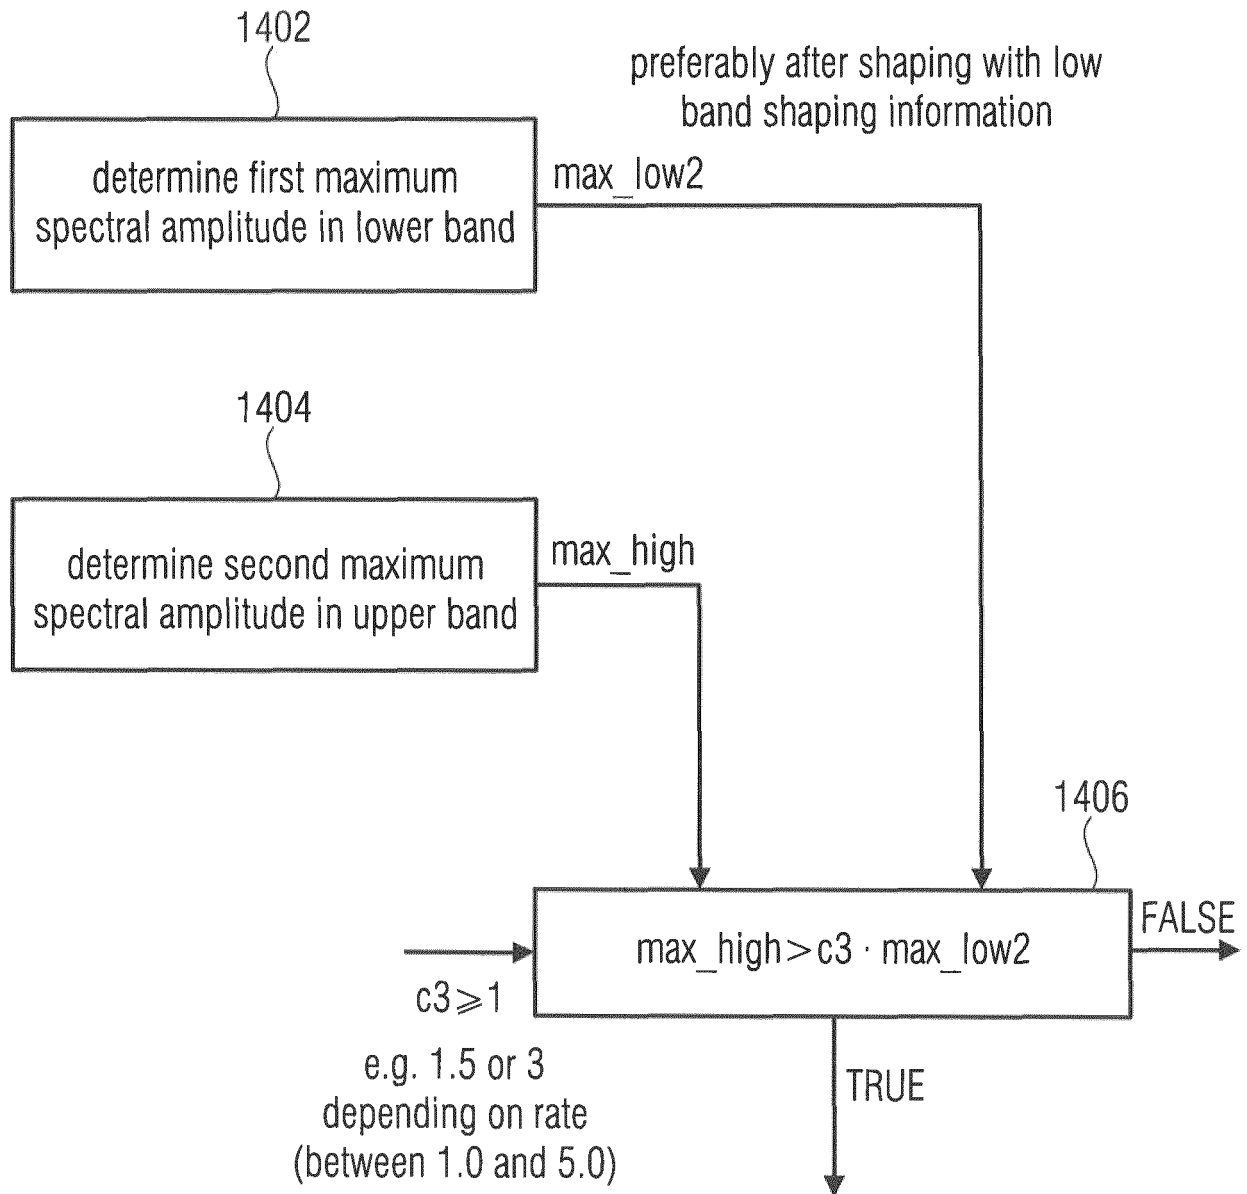 1402
preferably after shaping with low
band shaping information
determine first maximum
spectral amplitude in lower band
max_low2
1404
determine second maximum
spectral amplitude in upper band
max_high
1406
max_high>c3 · max_low2
FALSE
c3⩾1
e.g. 1.5 or 3
depending on rate
(between 1.0 and 5.0)
TRUE